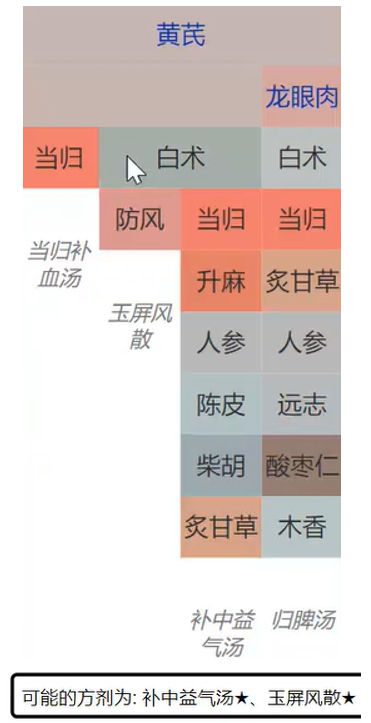 黄芪
龙眼肉
当归 白术 白术
防风 当归 当归
当归补
血汤
升麻 炙甘草
玉屏风
散
人参 人参
陈皮 远志
柴胡 酸枣仁
炙甘草 木香
补中益
气汤
归脾汤
可能的方剂为: 补中益气汤★、玉屏风散★